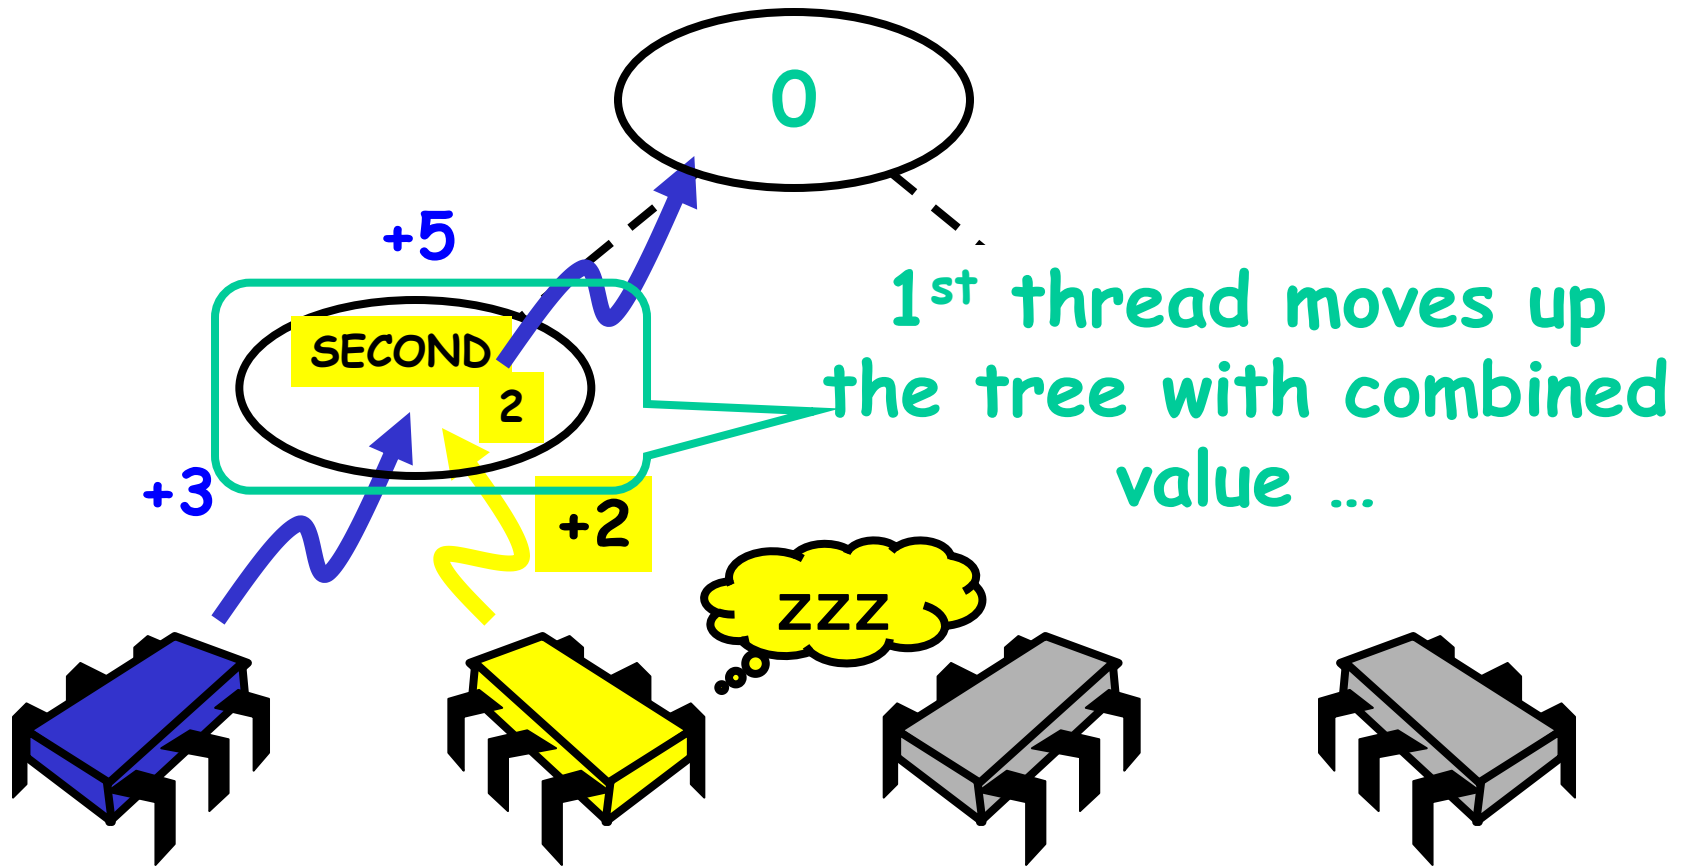 0
+5
1st thread moves up
the tree with combined
value …
SECOND
2
+3
+2
zzz